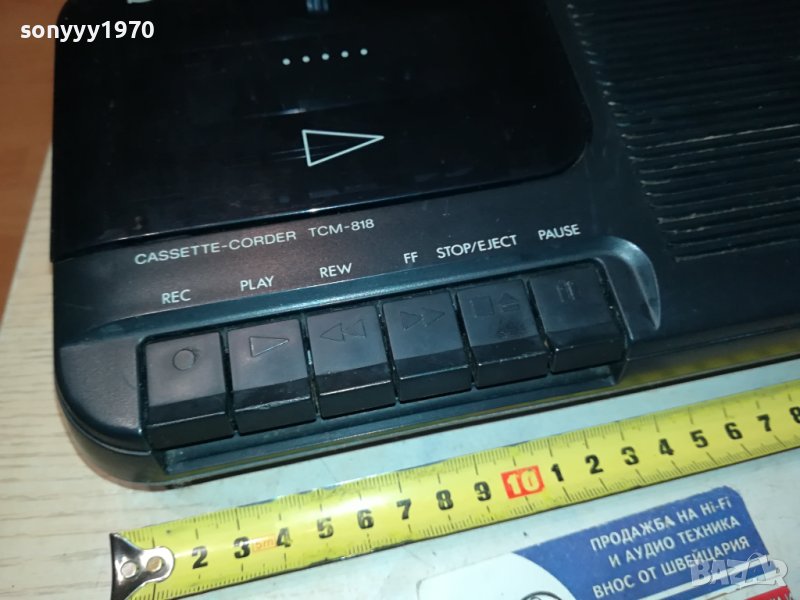 sonyyy1970
CASSETTE-CORDER TCM-818
REC PLAY REW FF STOP/EJECT PAUSE
2 3 5m 4 5 6 7 8 9 10 1 2 3 4 5 6 7 8
ПРОДАЖБА НА Hi-Fi
И АУДИО ТЕХНИКА
ВНОС ОТ ШВЕЙЦАРИЯ
BAZAR